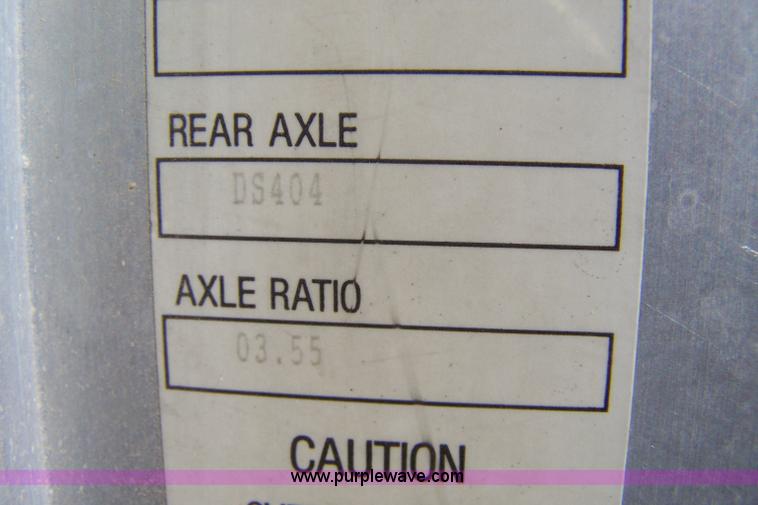 REAR AXLE
DS404
AXLE RATIO
03.55
CAUTION
www.purplewave.com